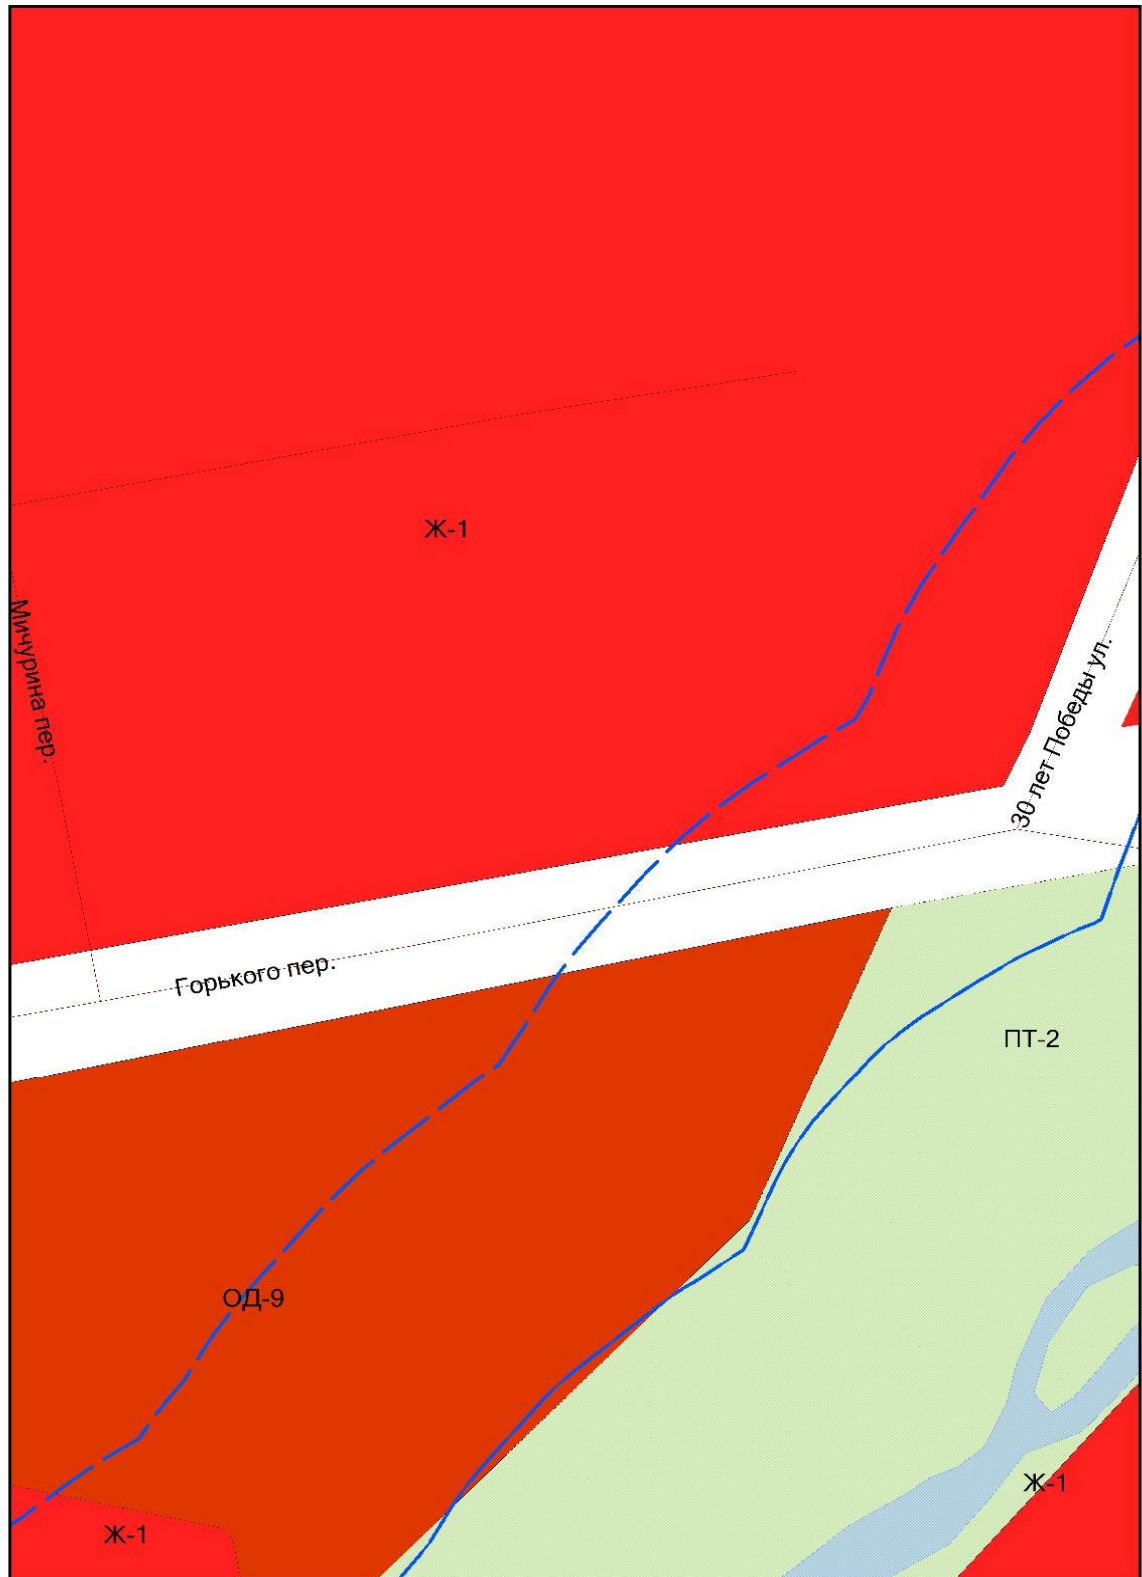 Ж-1
Мичурина пер.
30 лет Победы ул.
Горького пер.
ПТ-2
ОД-9
Ж-1
Ж-1